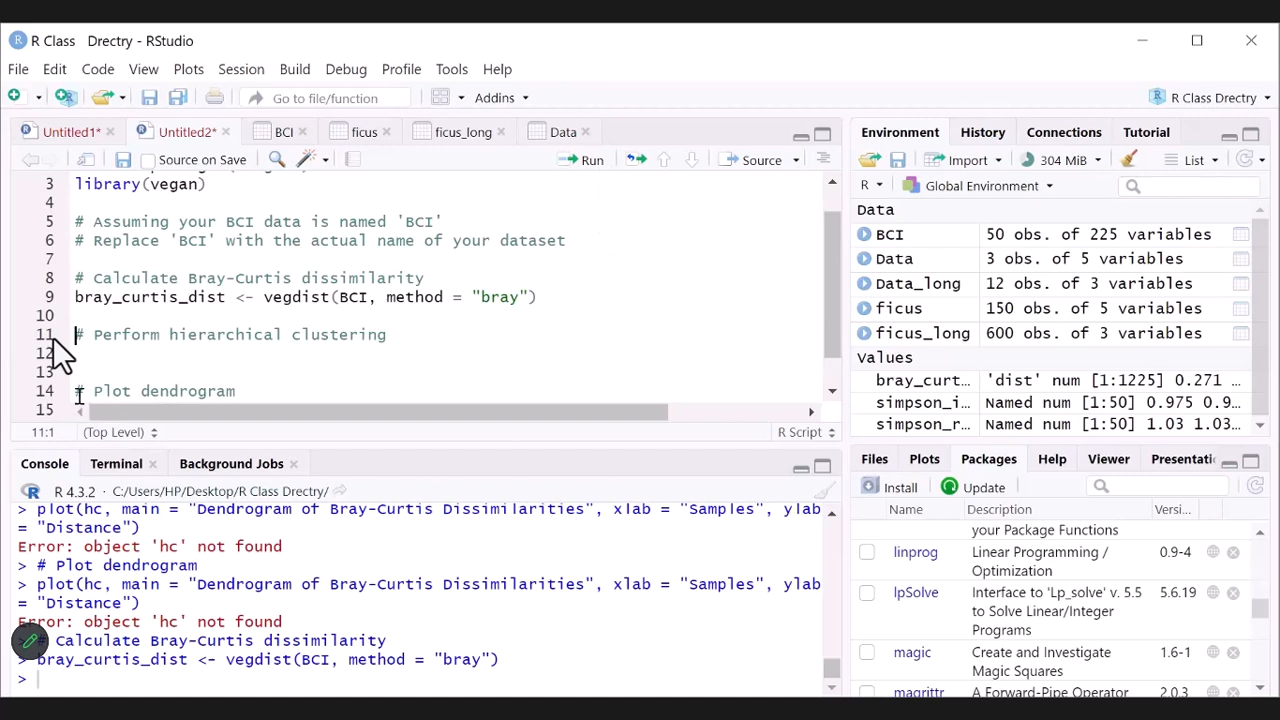 R Class Drectry - RStudio
File Edit Code View Plots Session Build Debug Profile Tools Help
Go to file/function Addins R Class Drectry
Untitled1* Untitled2* BCI ficus ficus_long Data
Source on Save Run Source
3 library(vegan)
4
5 # Assuming your BCI data is named 'BCI'
6 # Replace 'BCI' with the actual name of your dataset
7
8 # Calculate Bray-Curtis dissimilarity
9 bray_curtis_dist <- vegdist(BCI, method = "bray")
10
11 # Perform hierarchical clustering
12
13
14 # Plot dendrogram
15
11:1 (Top Level) R Script
Console Terminal Background Jobs
R 4.3.2 · C:/Users/HP/Desktop/R Class Drectry/
> plot(hc, main = "Dendrogram of Bray-Curtis Dissimilarities", xlab = "Samples", ylab
= "Distance")
Error: object 'hc' not found
> # Plot dendrogram
> plot(hc, main = "Dendrogram of Bray-Curtis Dissimilarities", xlab = "Samples", ylab
= "Distance")
Error: object 'hc' not found
> # Calculate Bray-Curtis dissimilarity
> bray_curtis_dist <- vegdist(BCI, method = "bray")
>
Environment History Connections Tutorial
Import 304 MiB List
R Global Environment
Data
BCI 50 obs. of 225 variables
Data 3 obs. of 5 variables
Data_long 12 obs. of 3 variables
ficus 150 obs. of 5 variables
ficus_long 600 obs. of 3 variables
Values
bray_curt… 'dist' num [1:1225] 0.271 …
simpson_i… Named num [1:50] 0.975 0.9…
simpson_r… Named num [1:50] 1.03 1.03…
Files Plots Packages Help Viewer Presentati
Install Update
Name Description Versi...
your Package Functions
linprog Linear Programming / 0.9-4
Optimization
lpSolve Interface to 'Lp_solve' v. 5.5 5.6.19
to Solve Linear/Integer
Programs
magic Create and Investigate 1.6-1
Magic Squares
magrittr A Forward-Pipe Operator 2.0.3